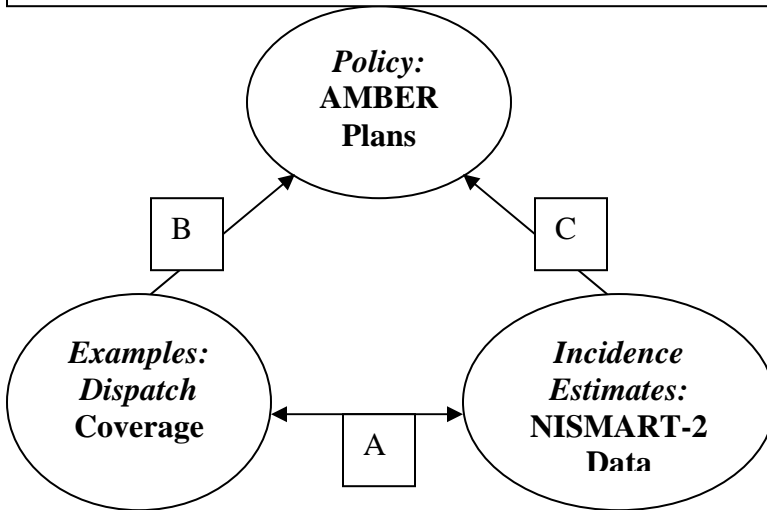 Policy:
AMBER
Plans
B
C
Examples:
Dispatch
Coverage
Incidence
Estimates:
NISMART-2
Data
A